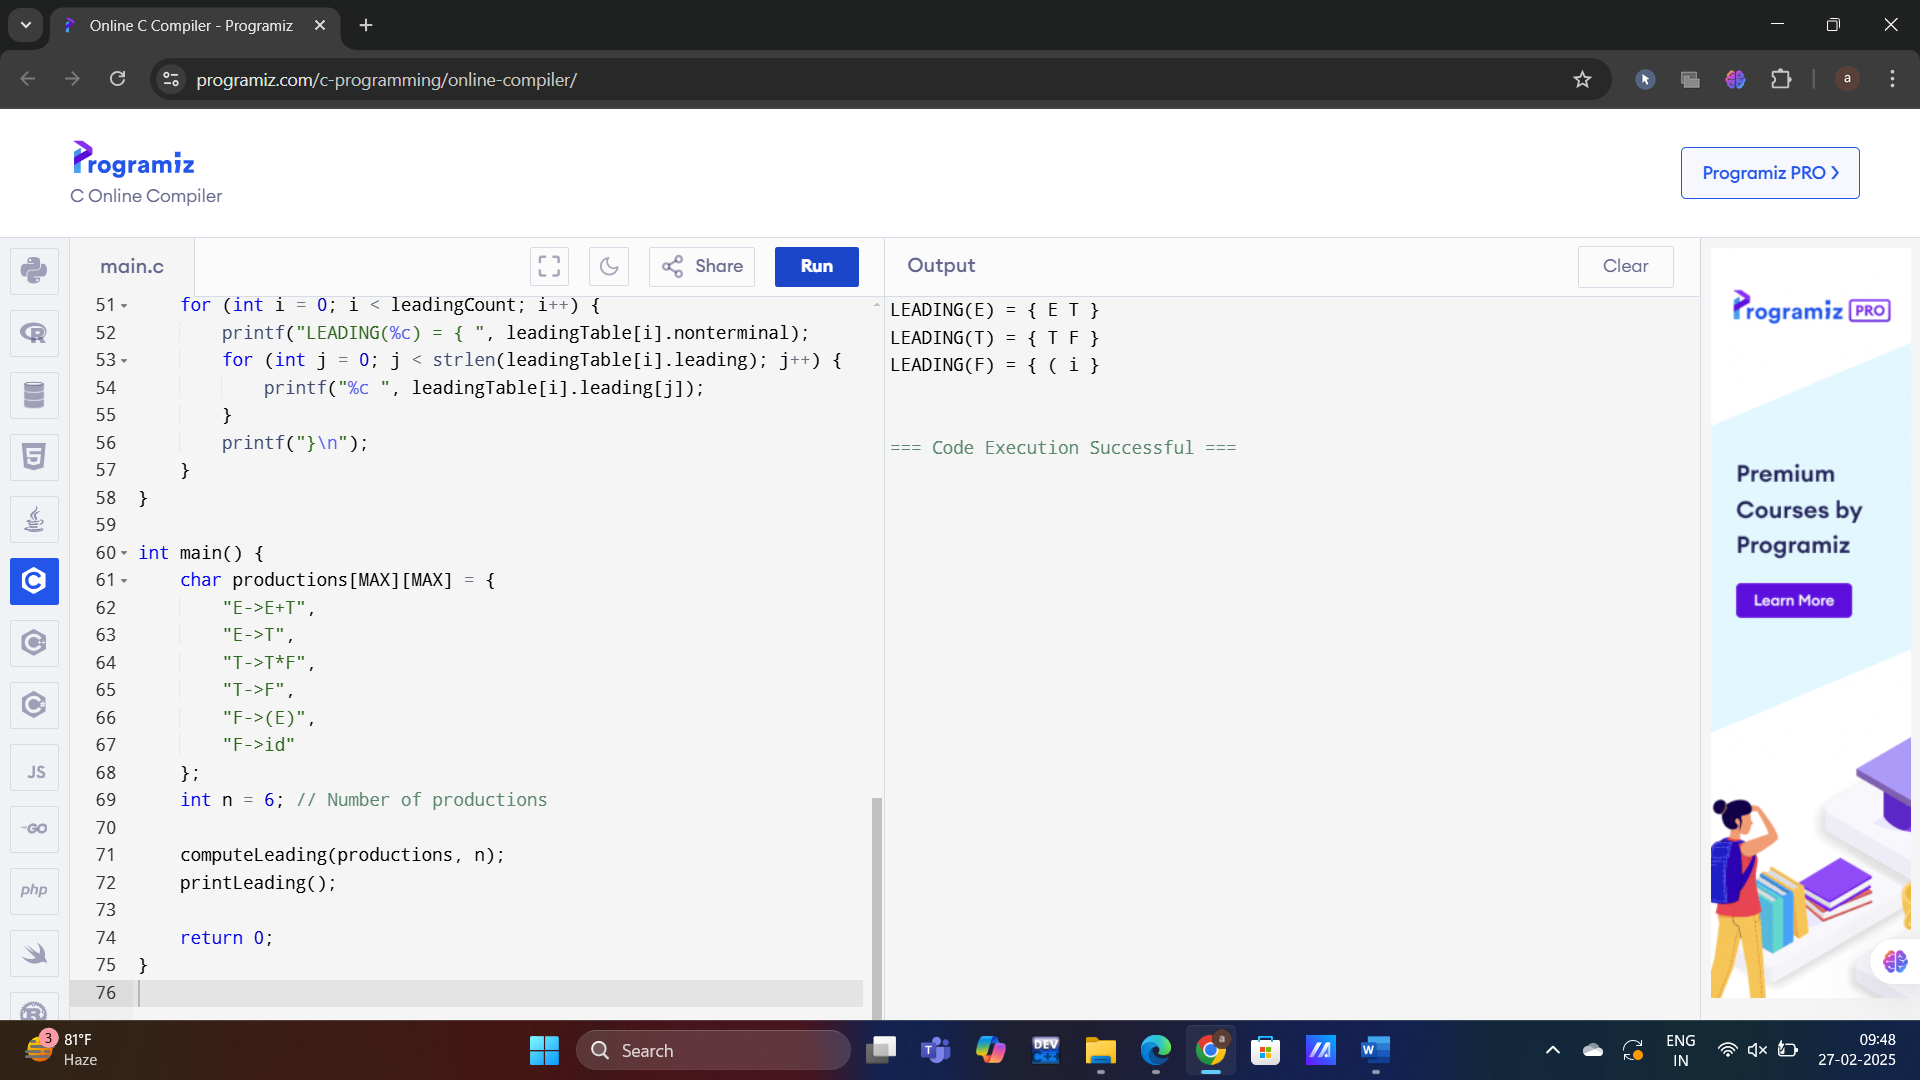 Online C Compiler - Programiz
programiz.com/c-programming/online-compiler/
a
Programiz
C Online Compiler
Programiz PRO
main.c
Share
Run
Output
Clear
51 for (int i = 0; i < leadingCount; i++) {
52 printf("LEADING(%c) = { ", leadingTable[i].nonterminal);
53 for (int j = 0; j < strlen(leadingTable[i].leading); j++) {
54 printf("%c ", leadingTable[i].leading[j]);
55 }
56 printf("}\n");
57 }
58 }
59
60 int main() {
61 char productions[MAX][MAX] = {
62 "E->E+T",
63 "E->T",
64 "T->T*F",
65 "T->F",
66 "F->(E)",
67 "F->id"
68 };
69 int n = 6; // Number of productions
70
71 computeLeading(productions, n);
72 printLeading();
73
74 return 0;
75 }
76
LEADING(E) = { E T }
LEADING(T) = { T F }
LEADING(F) = { ( i }
=== Code Execution Successful ===
Programiz PRO
Premium
Courses by
Programiz
Learn More
R
5
C
C
C
JS
GO
php
R
3
81°F
Haze
Search
T
DEV
C++
a
W
ENG
IN
09:48
27-02-2025